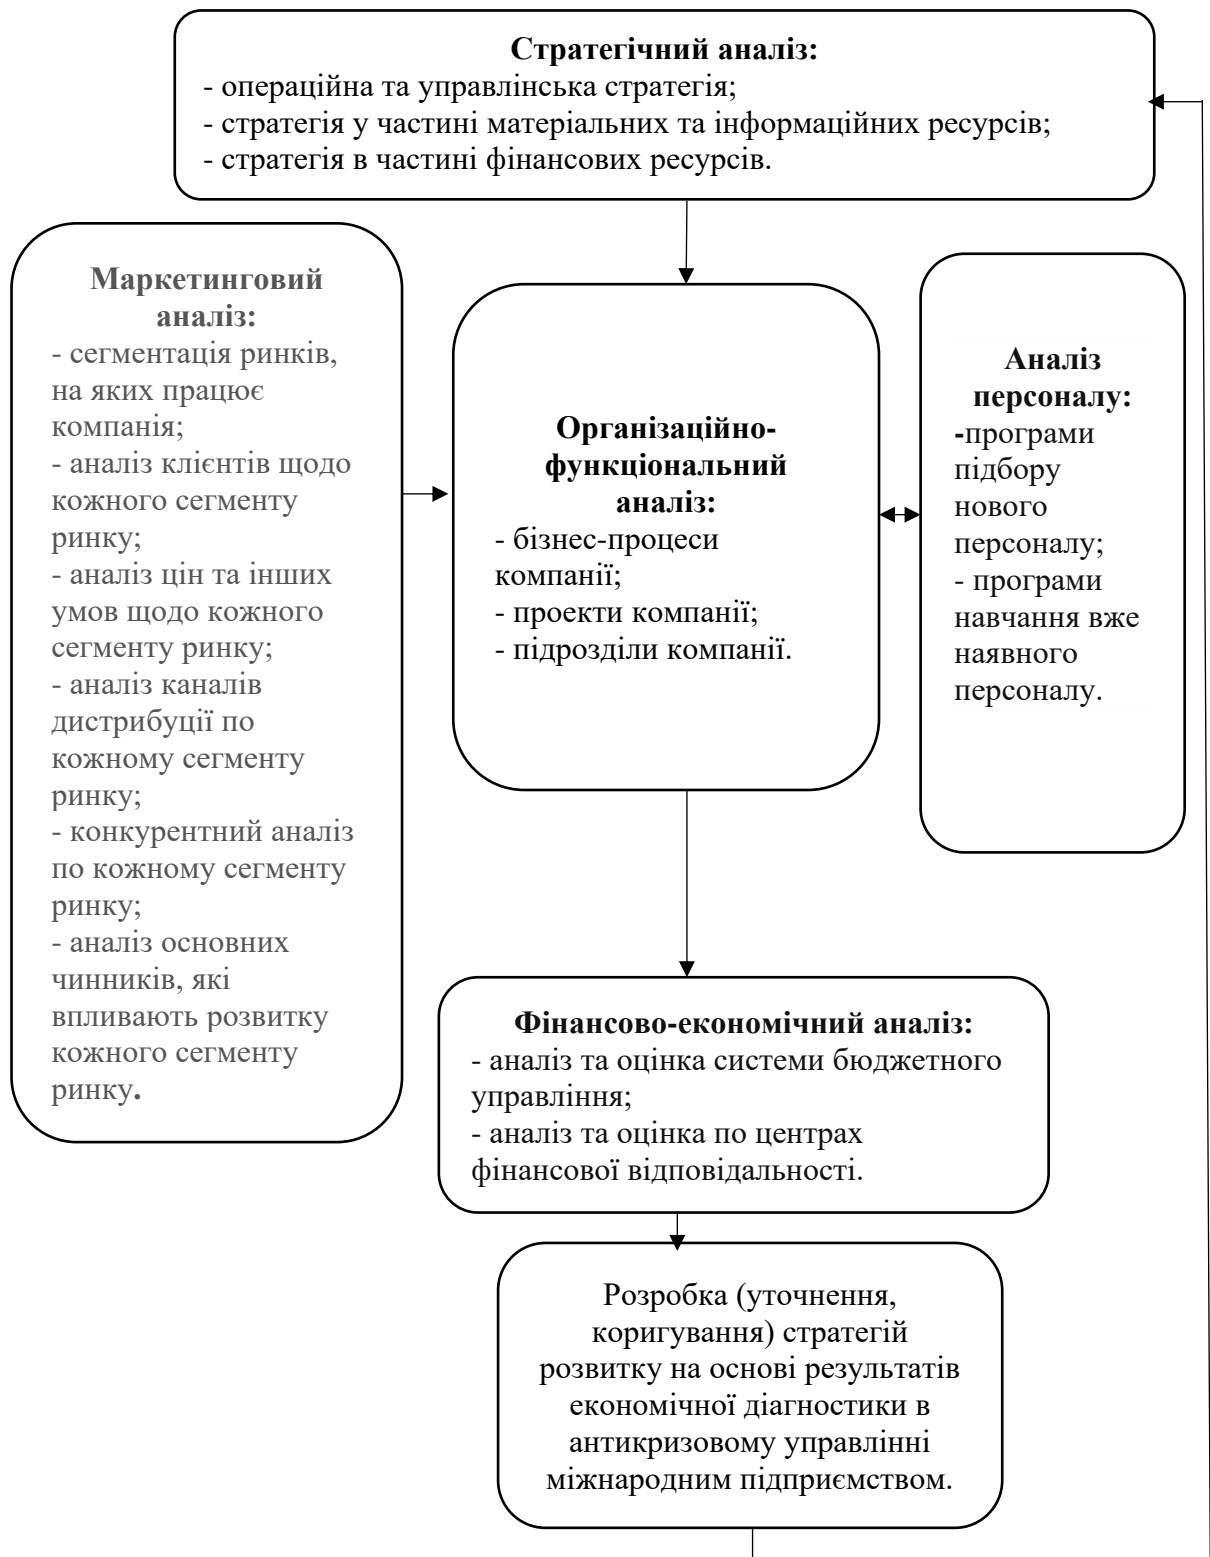 Стратегічний аналіз:
- операційна та управлінська стратегія;
- стратегія у частині матеріальних та інформаційних ресурсів;
- стратегія в частині фінансових ресурсів.
Маркетинговий
аналіз:
- сегментація ринків,
на яких працює
компанія;
- аналіз клієнтів щодо
кожного сегменту
ринку;
- аналіз цін та інших
умов щодо кожного
сегменту ринку;
- аналіз каналів
дистрибуції по
кожному сегменту
ринку;
- конкурентний аналіз
по кожному сегменту
ринку;
- аналіз основних
чинників, які
впливають розвитку
кожного сегменту
ринку.
Організаційно-
функціональний
аналіз:
- бізнес-процеси
компанії;
- проекти компанії;
- підрозділи компанії.
Аналіз
персоналу:
-програми
підбору
нового
персоналу;
- програми
навчання вже
наявного
персоналу.
Фінансово-економічний аналіз:
- аналіз та оцінка системи бюджетного
управління;
- аналіз та оцінка по центрах
фінансової відповідальності.
Розробка (уточнення,
коригування) стратегій
розвитку на основі результатів
економічної діагностики в
антикризовому управлінні
міжнародним підприємством.